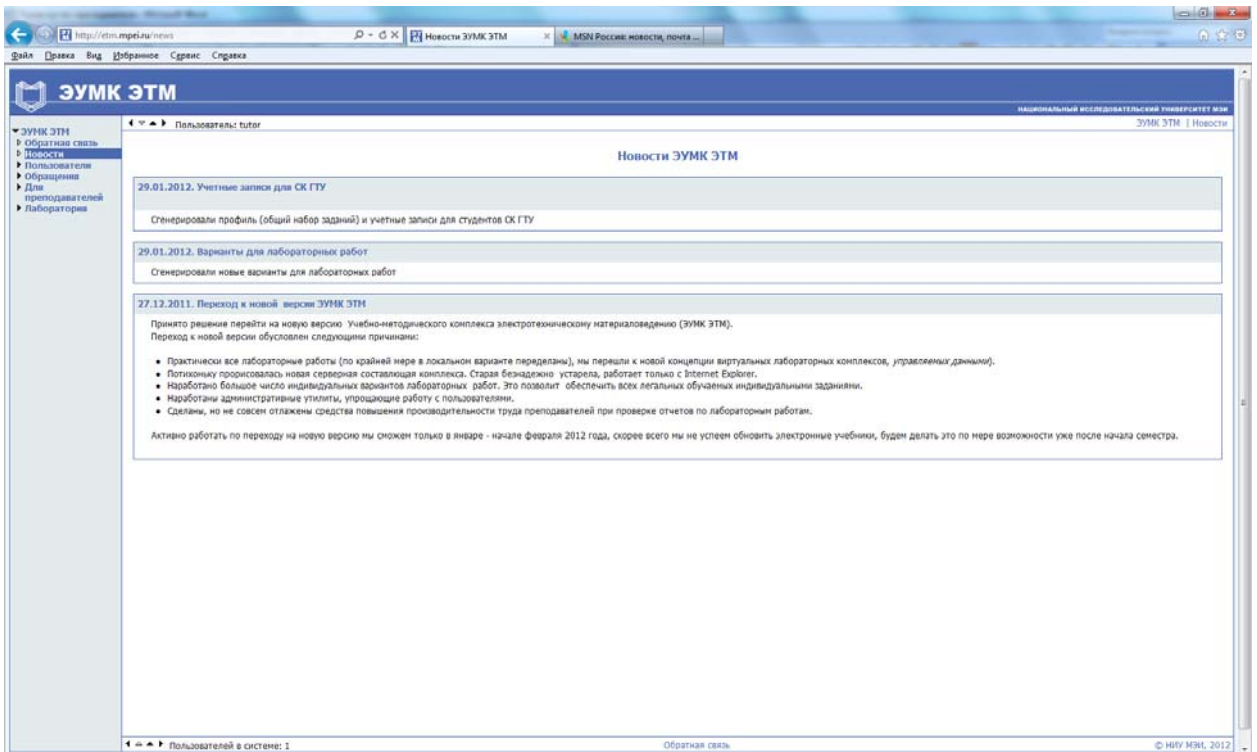 http://etm.mpei.ru/news
Новости ЭУМК ЭТМ
MSN Россия: новости, почта ...
Файл Правка Вид Избранное Сервис Справка
ЭУМК ЭТМ
НАЦИОНАЛЬНЫЙ ИССЛЕДОВАТЕЛЬСКИЙ УНИВЕРСИТЕТ МЭИ
ЭУМК ЭТМ
Обратная связь
Новости
Пользователи
Обращения
Для
преподавателей
Лаборатория
Пользователь: tutor
ЭУМК ЭТМ | Новости
Новости ЭУМК ЭТМ
29.01.2012. Учетные записи для СК ГТУ
Сгенерировали профиль (общий набор заданий) и учетные записи для студентов СК ГТУ
29.01.2012. Варианты для лабораторных работ
Сгенерировали новые варианты для лабораторных работ
27.12.2011. Переход к новой версии ЭУМК ЭТМ
Принято решение перейти на новую версию Учебно-методического комплекса электротехническому материаловедению (ЭУМК ЭТМ).
Переход к новой версии обусловлен следующими причинами:
• Практически все лабораторные работы (по крайней мере в локальном варианте переделаны), мы перешли к новой концепции виртуальных лабораторных комплексов, управляемых данными).
• Потихоньку прорисовалась новая серверная составляющая комплекса. Старая безнадежно устарела, работает только с Internet Explorer.
• Наработано большое число индивидуальных вариантов лабораторных работ. Это позволит обеспечить всех легальных обучаемых индивидуальными заданиями.
• Наработаны административные утилиты, упрощающие работу с пользователями.
• Сделаны, но не совсем отлажены средства повышения производительности труда преподавателей при проверке отчетов по лабораторным работам.
Активно работать по переходу на новую версию мы сможем только в январе - начале февраля 2012 года, скорее всего мы не успеем обновить электронные учебники, будем делать это по мере возможности уже после начала семестра.
Пользователей в системе: 1
Обратная связь
© НИУ МЭИ, 2012